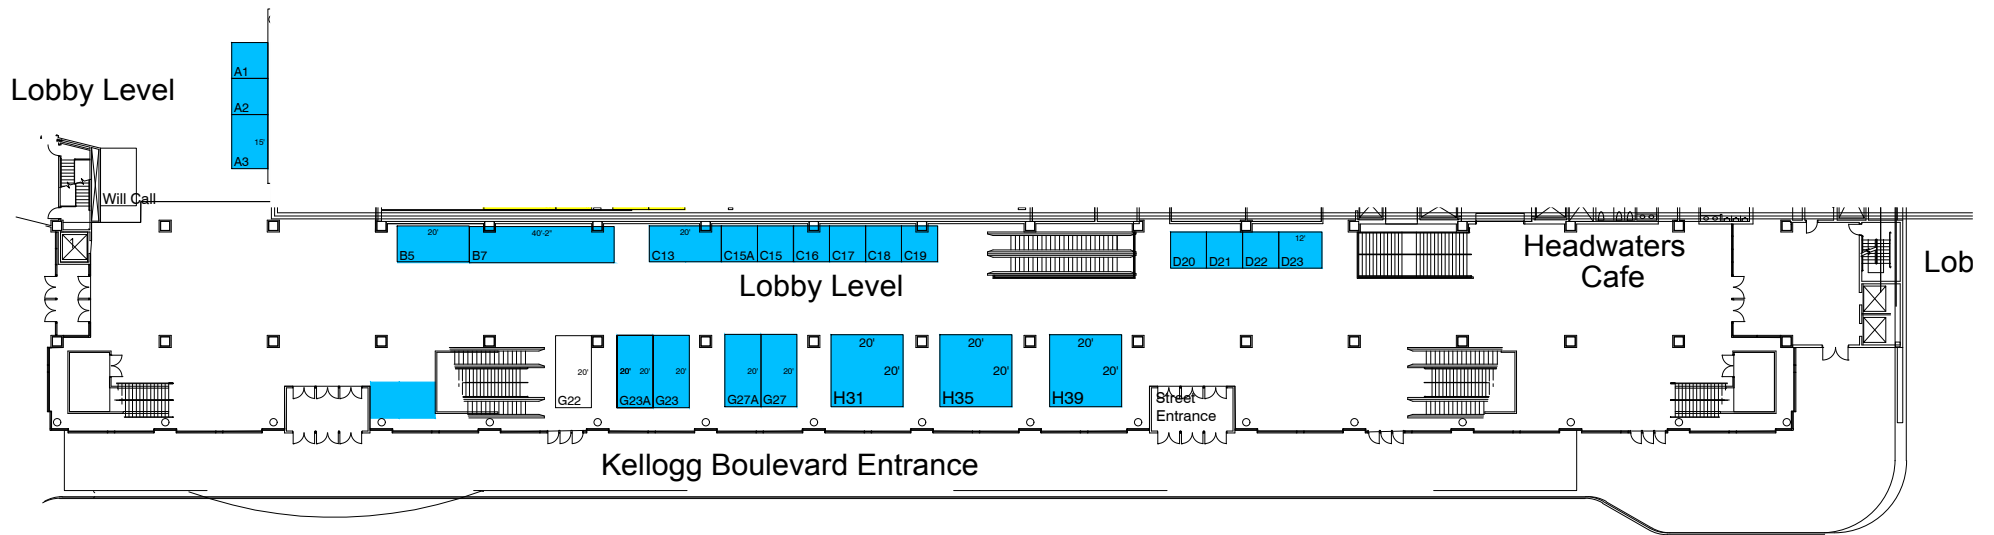 A1
Lobby Level
A2
15'
A3
Will Call
20'
B5
40'-2"
B7
20'
C13
C15A
C15
C16
C17
C18
C19
D20
D21
D22
12'
D23
Headwaters
Cafe
Lob
Lobby Level
20'
G22
20'
G23A
20'
G23
20'
G27A
20'
G27
20'
20'
H31
20'
20'
H35
20'
20'
H39
Street
Entrance
Kellogg Boulevard Entrance